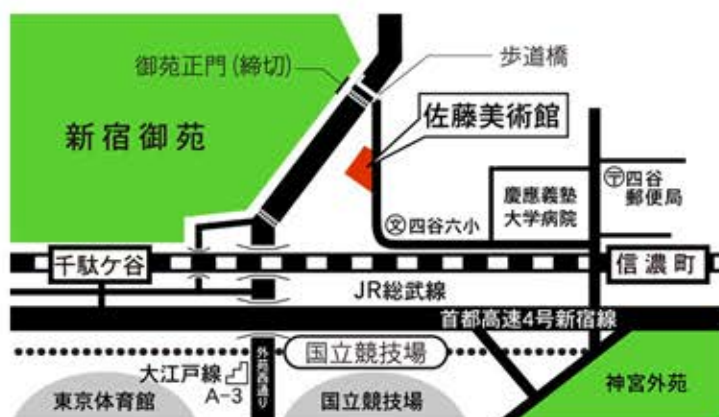 御苑正門(締切)
歩道橋
新宿御苑
佐藤美術館
慶應義塾
大学病院
〒四谷
郵便局
文四谷六小
千駄ケ谷
信濃町
JR総武線
首都高速4号新宿線
国立競技場
大江戸線
A-3
外苑西通り
東京体育館
国立競技場
神宮外苑